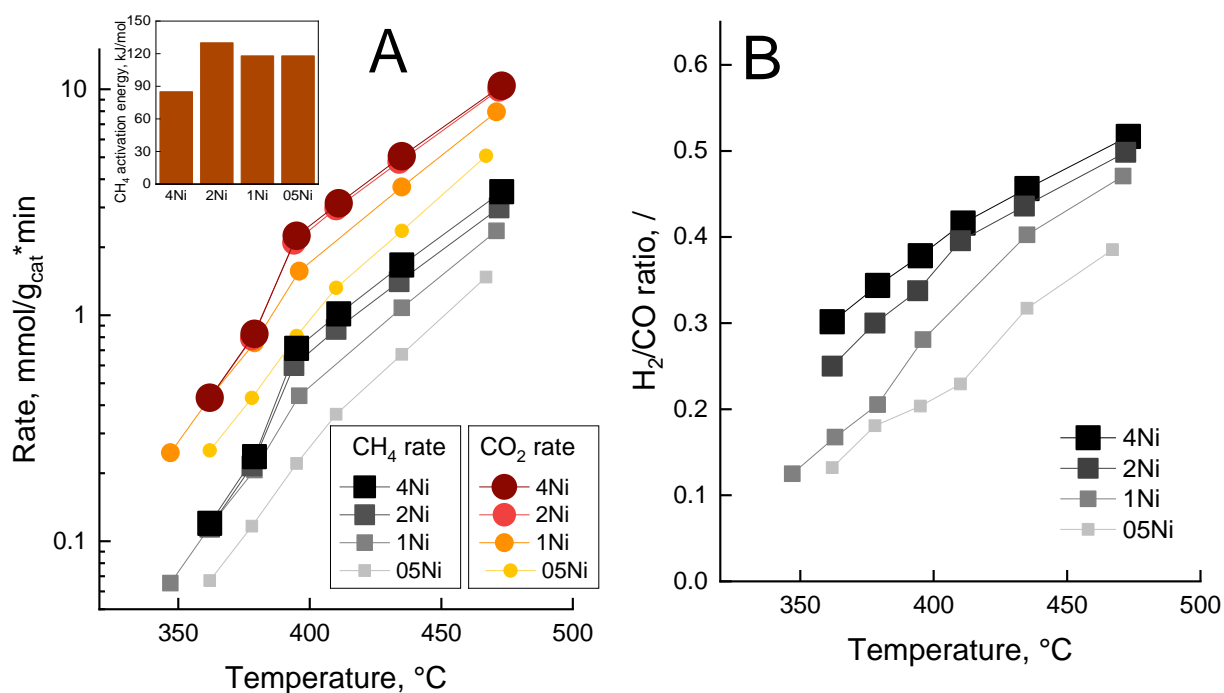 A
CH4 activation energy, kJ/mol
150
120
90
60
30
0
4Ni 2Ni 1Ni 05Ni
Rate, mmol/gcat*min
10
1
0.1
CH4 rate
4Ni
2Ni
1Ni
05Ni
CO2 rate
4Ni
2Ni
1Ni
05Ni
350 400 450 500
Temperature, °C
B
H2/CO ratio, /
0.6
0.5
0.4
0.3
0.2
0.1
0.0
4Ni
2Ni
1Ni
05Ni
350 400 450 500
Temperature, °C